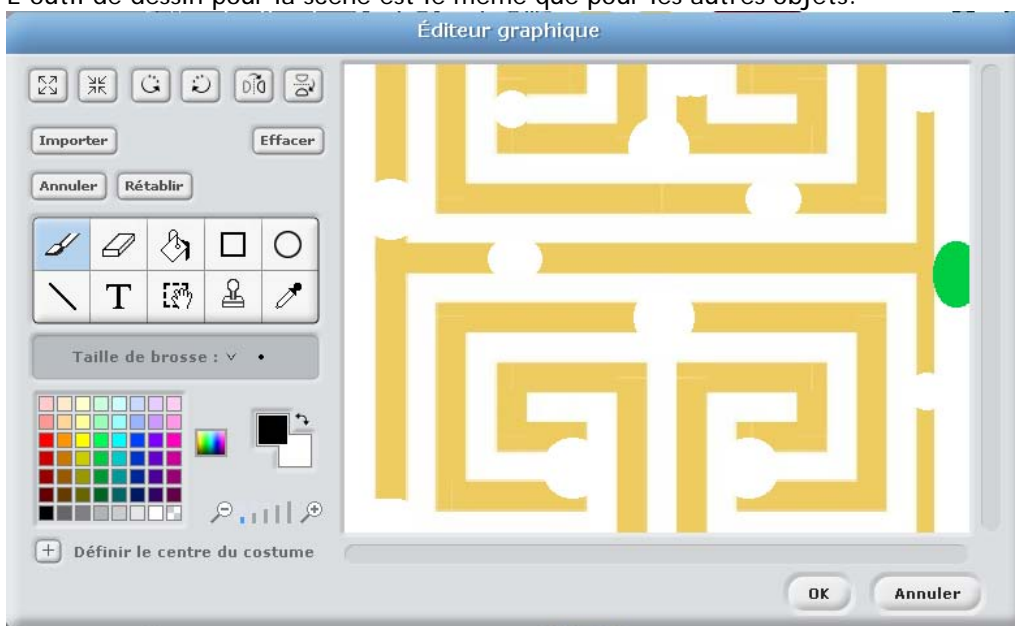 L'outil de dessin pour la scène est le même que pour les autres objets.
Éditeur graphique
Importer
Effacer
Annuler
Rétablir
T
Taille de brosse :
Définir le centre du costume
OK
Annuler